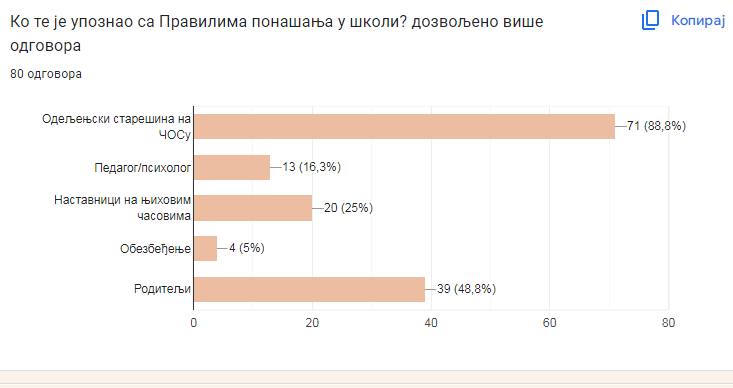 Ко те је упознао са Правилима понашања у школи? дозвољено више
одговора
Копирај
80 одговора
Одељењски старешина на
ЧОСу
71 (88,8%)
Педагог/психолог
13 (16,3%)
Наставници на њиховим
часовима
20 (25%)
Обезбеђење
4 (5%)
Родитељи
39 (48,8%)
0 20 40 60 80